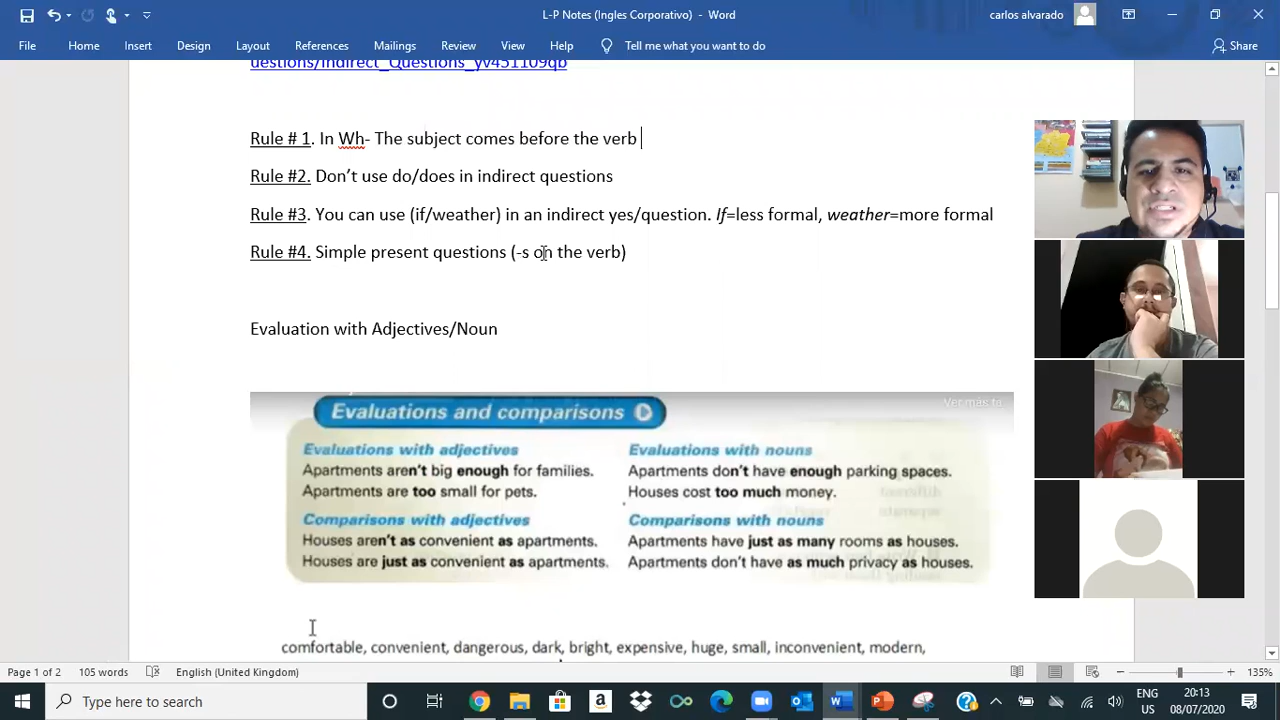 L-P Notes (Ingles Corporativo) - Word
carlos alvarado
File Home Insert Design Layout References Mailings Review View Help Tell me what you want to do Share
uestions/Indirect_Questions_yv451109qb
Rule # 1. In Wh- The subject comes before the verb
Rule #2. Don't use do/does in indirect questions
Rule #3. You can use (if/weather) in an indirect yes/question. If=less formal, weather=more formal
Rule #4. Simple present questions (-s on the verb)
Evaluation with Adjectives/Noun
Ver más ta
Evaluations and comparisons
Evaluations with adjectives
Apartments aren't big enough for families.
Apartments are too small for pets.
Evaluations with nouns
Apartments don't have enough parking spaces.
Houses cost too much money.
Comparisons with adjectives
Houses aren't as convenient as apartments.
Houses are just as convenient as apartments.
Comparisons with nouns
Apartments have just as many rooms as houses.
Apartments don't have as much privacy as houses.
comfortable, convenient, dangerous, dark, bright, expensive, huge, small, inconvenient, modern,
Page 1 of 2 105 words English (United Kingdom) 135%
Type here to search
ENG
US
20:13
08/07/2020